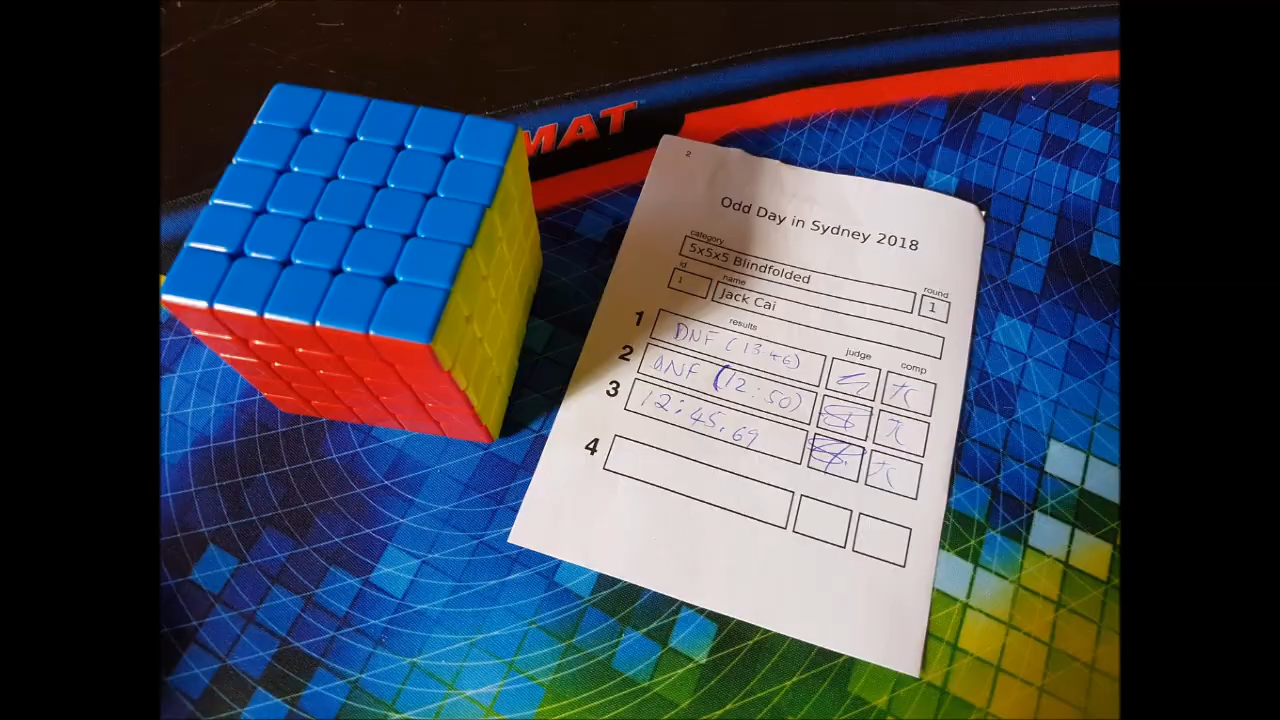 MAT
2
Odd Day in Sydney 2018
category
5x5x5 Blindfolded
round
1
id
1
name
Jack Cai
results
judge
comp
1 DNF (13:46) π
2 DNF (12:50) π
3 12:45.69 π
4